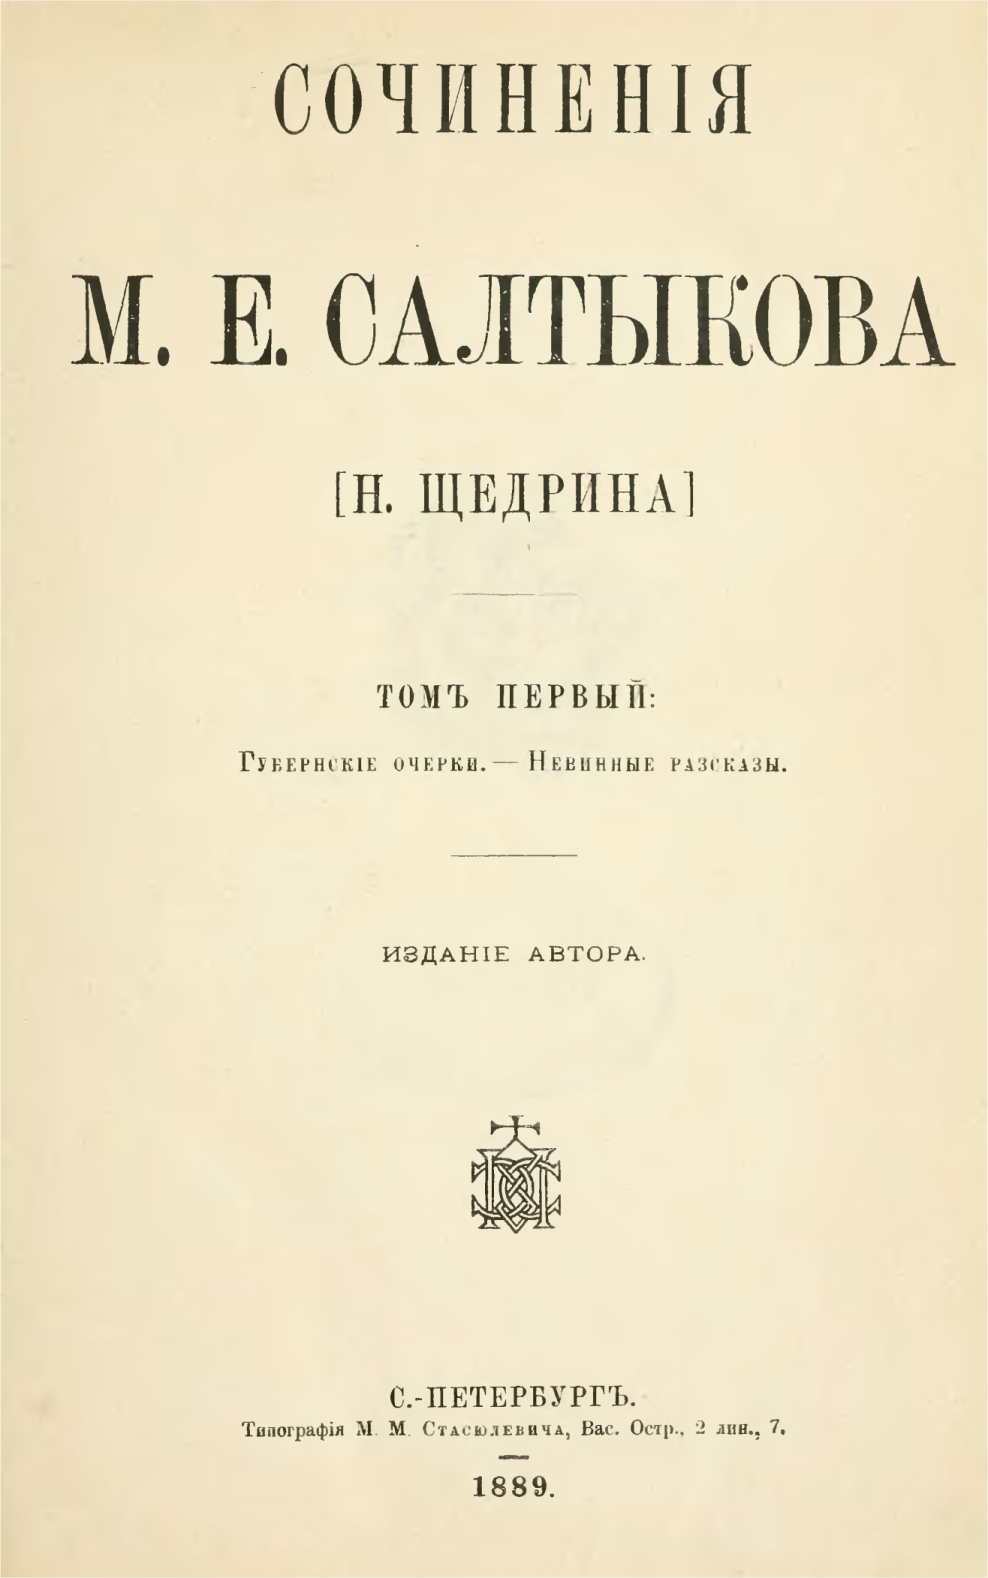 СОЧИНЕНІЯ
М. Е. САЛТЫКОВА
[Н. ЩЕДРИНА]
ТОМЪ ПЕРВЫЙ:
Губернскіе очерки. — Невинные разсказы.
ИЗДАНІЕ АВТОРА.
С.-ПЕТЕРБУРГЪ.
Типографія М. М. Стасюлевича, Вас. Остр., 2 лин., 7.
1889.